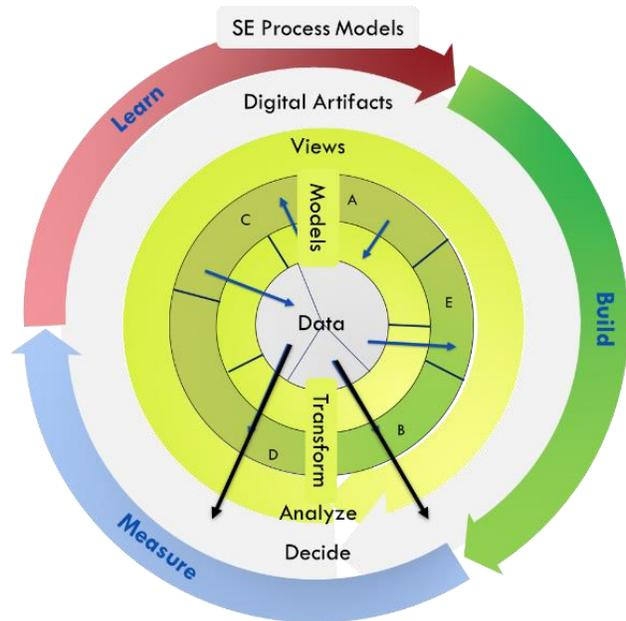 SE Process Models
Learn
Digital Artifacts
Views
Models
A
C
E
Build
Data
Transform
B
D
Analyze
Measure
Decide